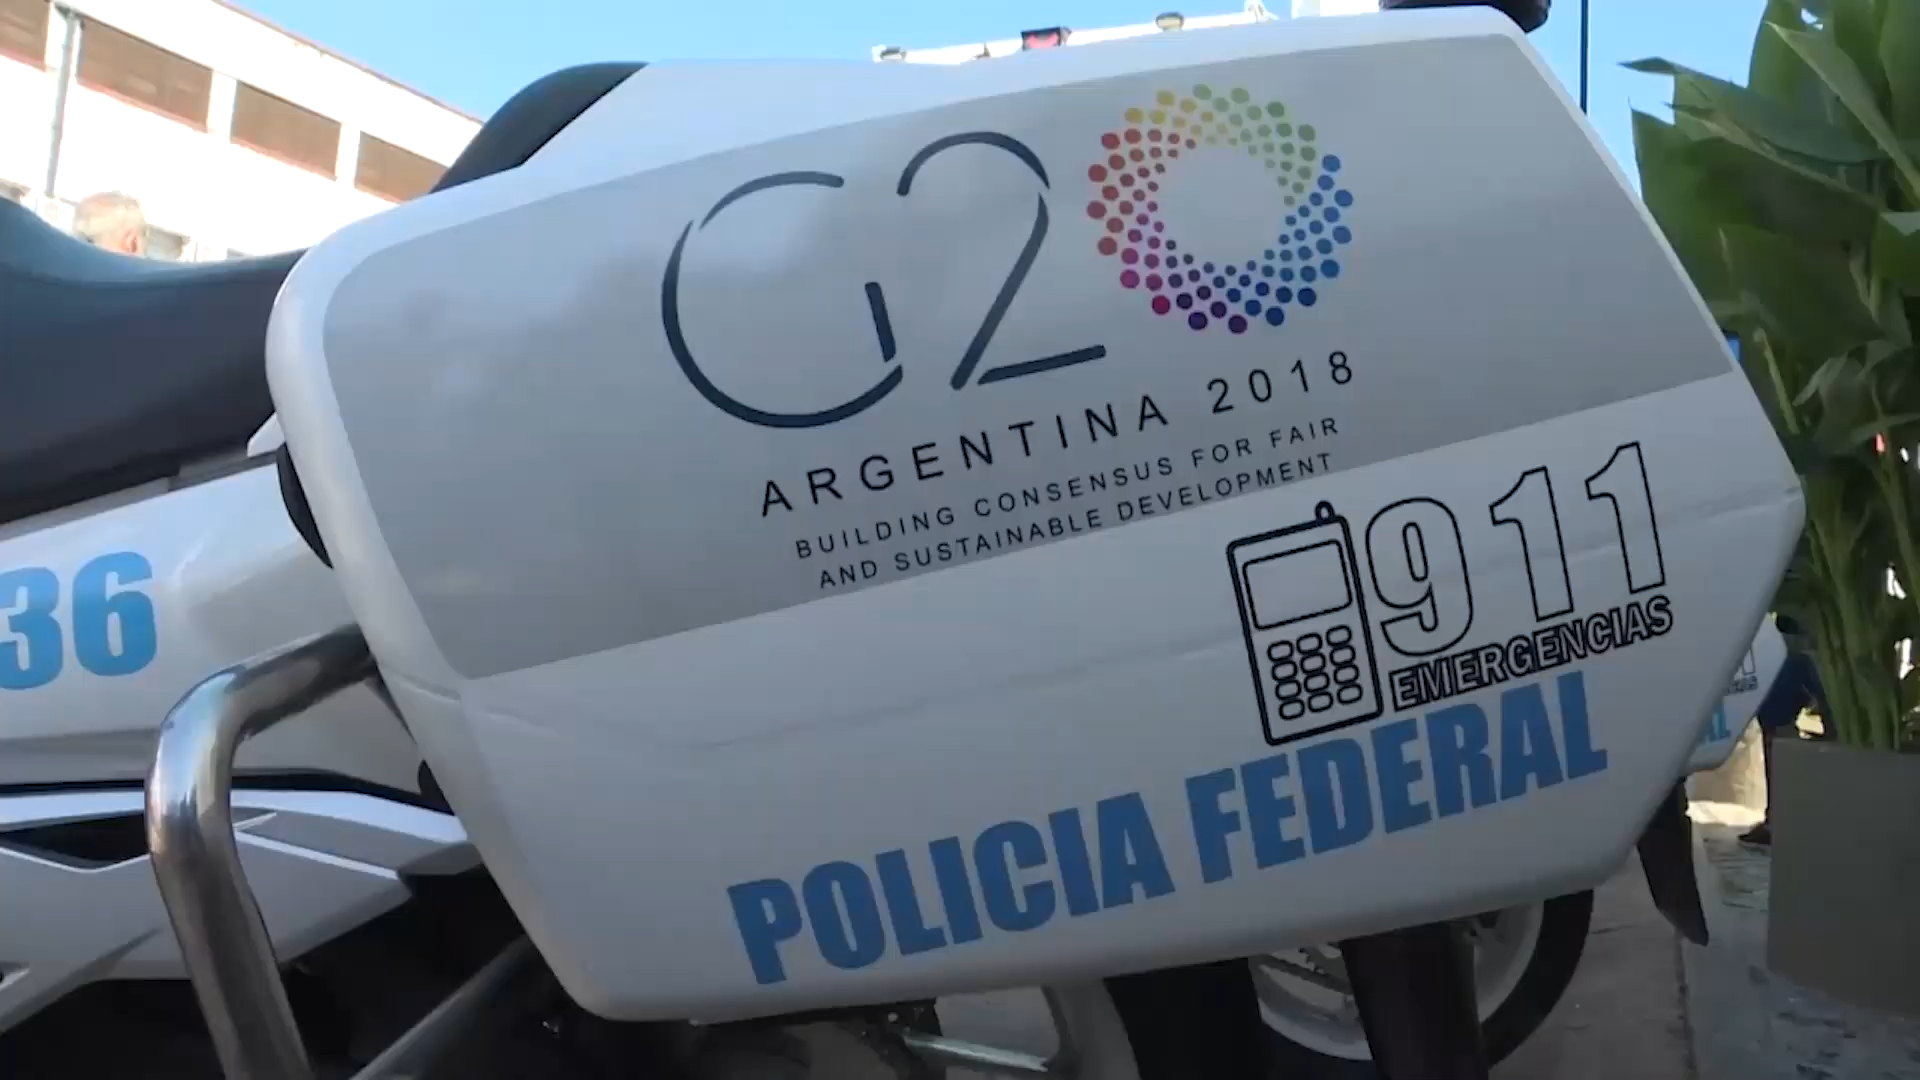 G20
ARGENTINA 2018
BUILDING CONSENSUS FOR FAIR
AND SUSTAINABLE DEVELOPMENT
911
EMERGENCIAS
POLICIA FEDERAL
36